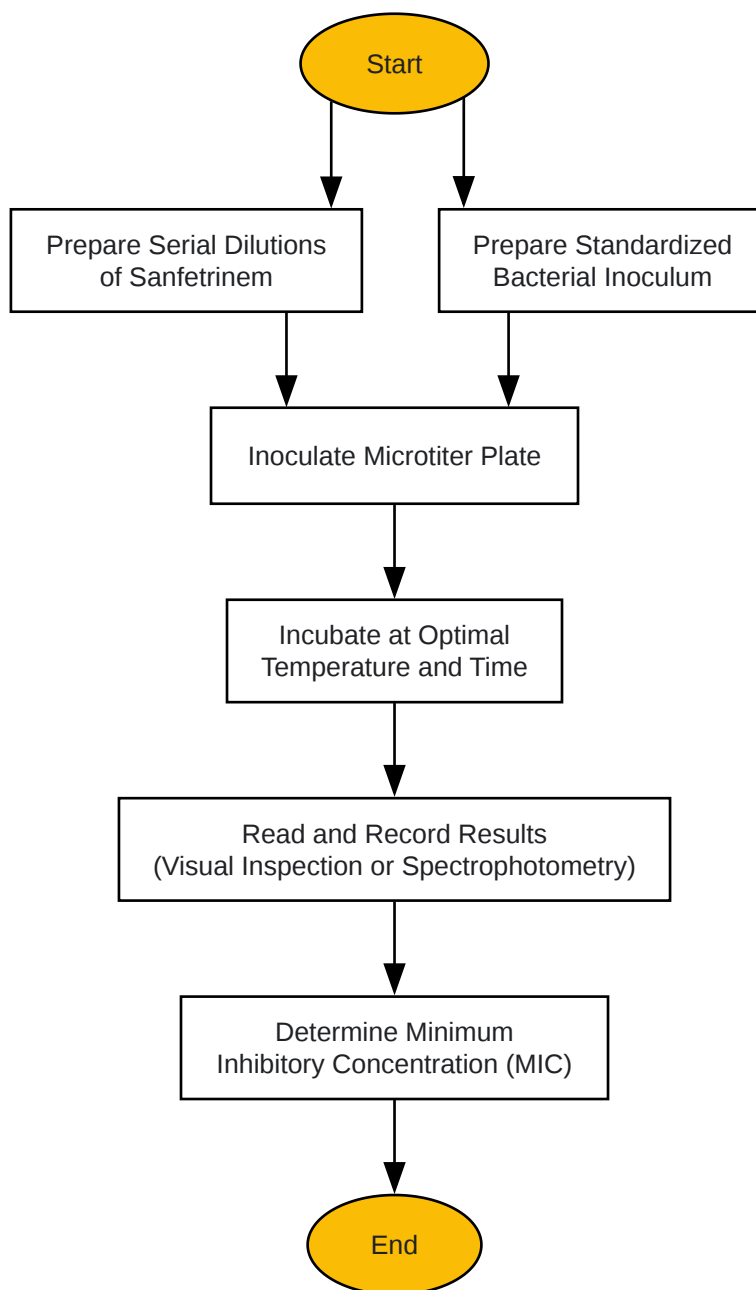 Start
Prepare Serial Dilutions
of Sanfetrinem
Prepare Standardized
Bacterial Inoculum
Inoculate Microtiter Plate
Incubate at Optimal
Temperature and Time
Read and Record Results
(Visual Inspection or Spectrophotometry)
Determine Minimum
Inhibitory Concentration (MIC)
End